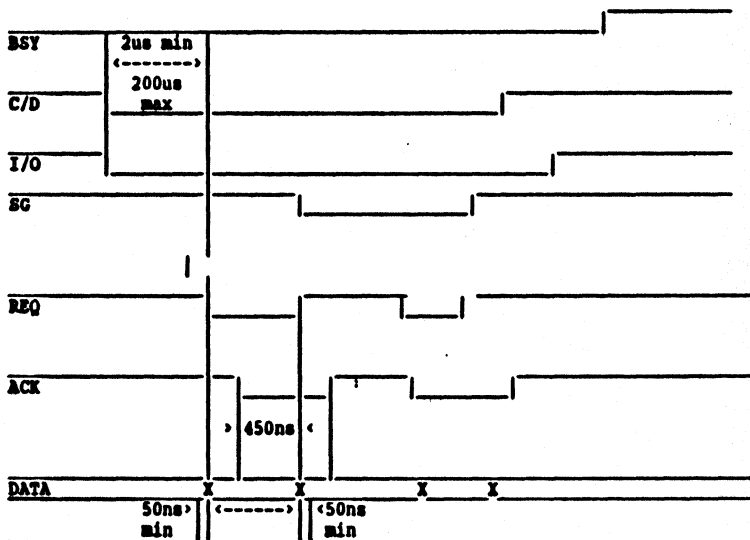 BSY
2us min
<------>
200us
max
C/D
I/O
SG
REQ
ACK
> 450ns <
DATA X X X X
50ns> <------> <50ns
min min